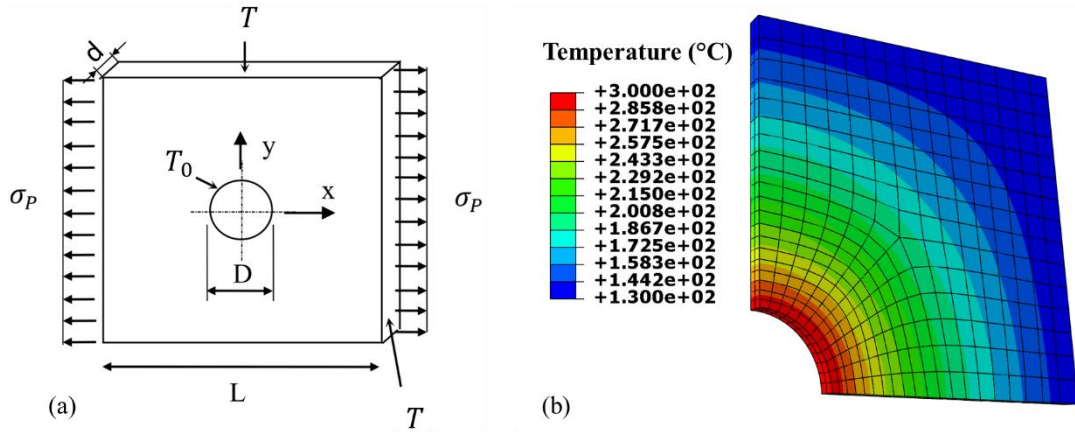 T
d
T₀
y
x
σ_P
σ_P
D
L
T
(a)
Temperature (°C)
+3.000e+02
+2.858e+02
+2.717e+02
+2.575e+02
+2.433e+02
+2.292e+02
+2.150e+02
+2.008e+02
+1.867e+02
+1.725e+02
+1.583e+02
+1.442e+02
+1.300e+02
(b)